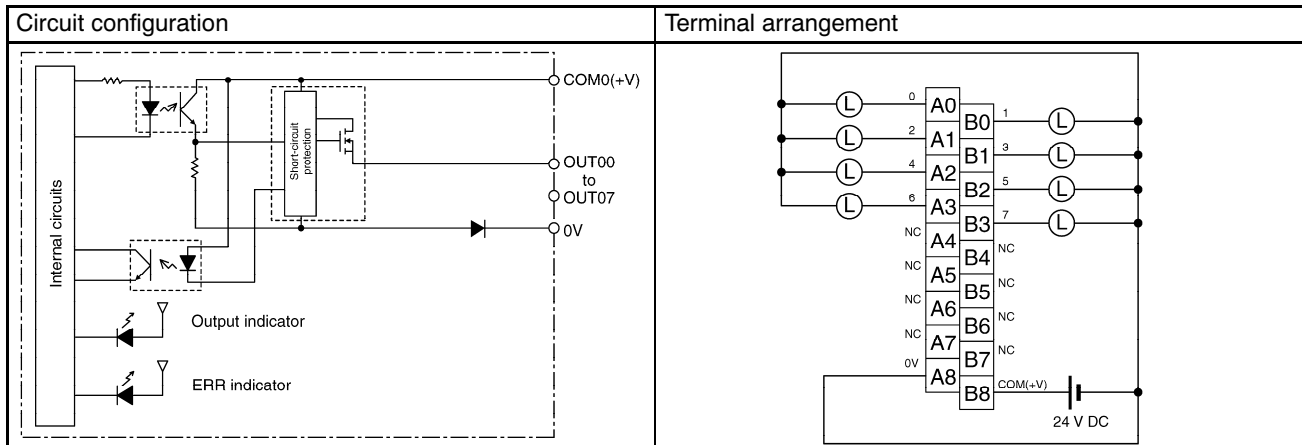 Circuit configuration
Terminal arrangement
Internal circuits
Short-circuit
protection
COM0(+V)
OUT00
to
OUT07
0V
Output indicator
ERR indicator
0 A0
B0 1
2 A1
B1 3
4 A2
B2 5
6 A3
B3 7
NC A4
B4 NC
NC A5
B5 NC
NC A6
B6 NC
NC A7
B7 NC
0V A8
B8 COM(+V)
L
L
L
L
L
L
L
L
24 V DC